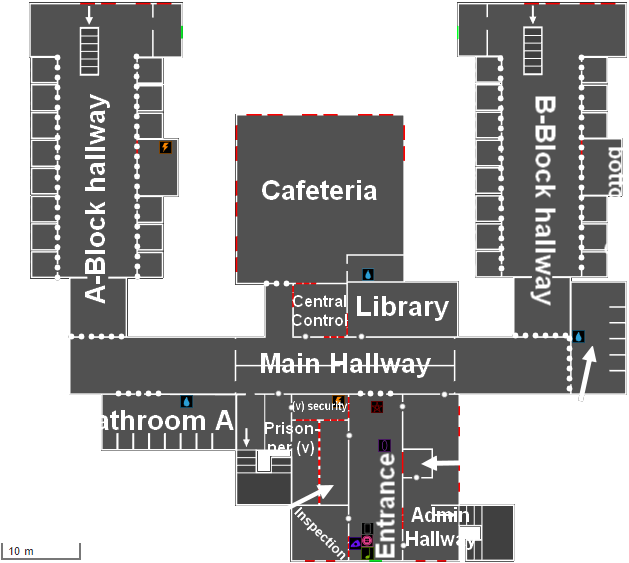 A-Block hallway
B-Block hallway
botto
Cafeteria
Central
Control
Library
Main Hallway
athroom A
(v) security
Prison-
ner (v)
Entrance
Inspection
Admin
Hallway
10 m